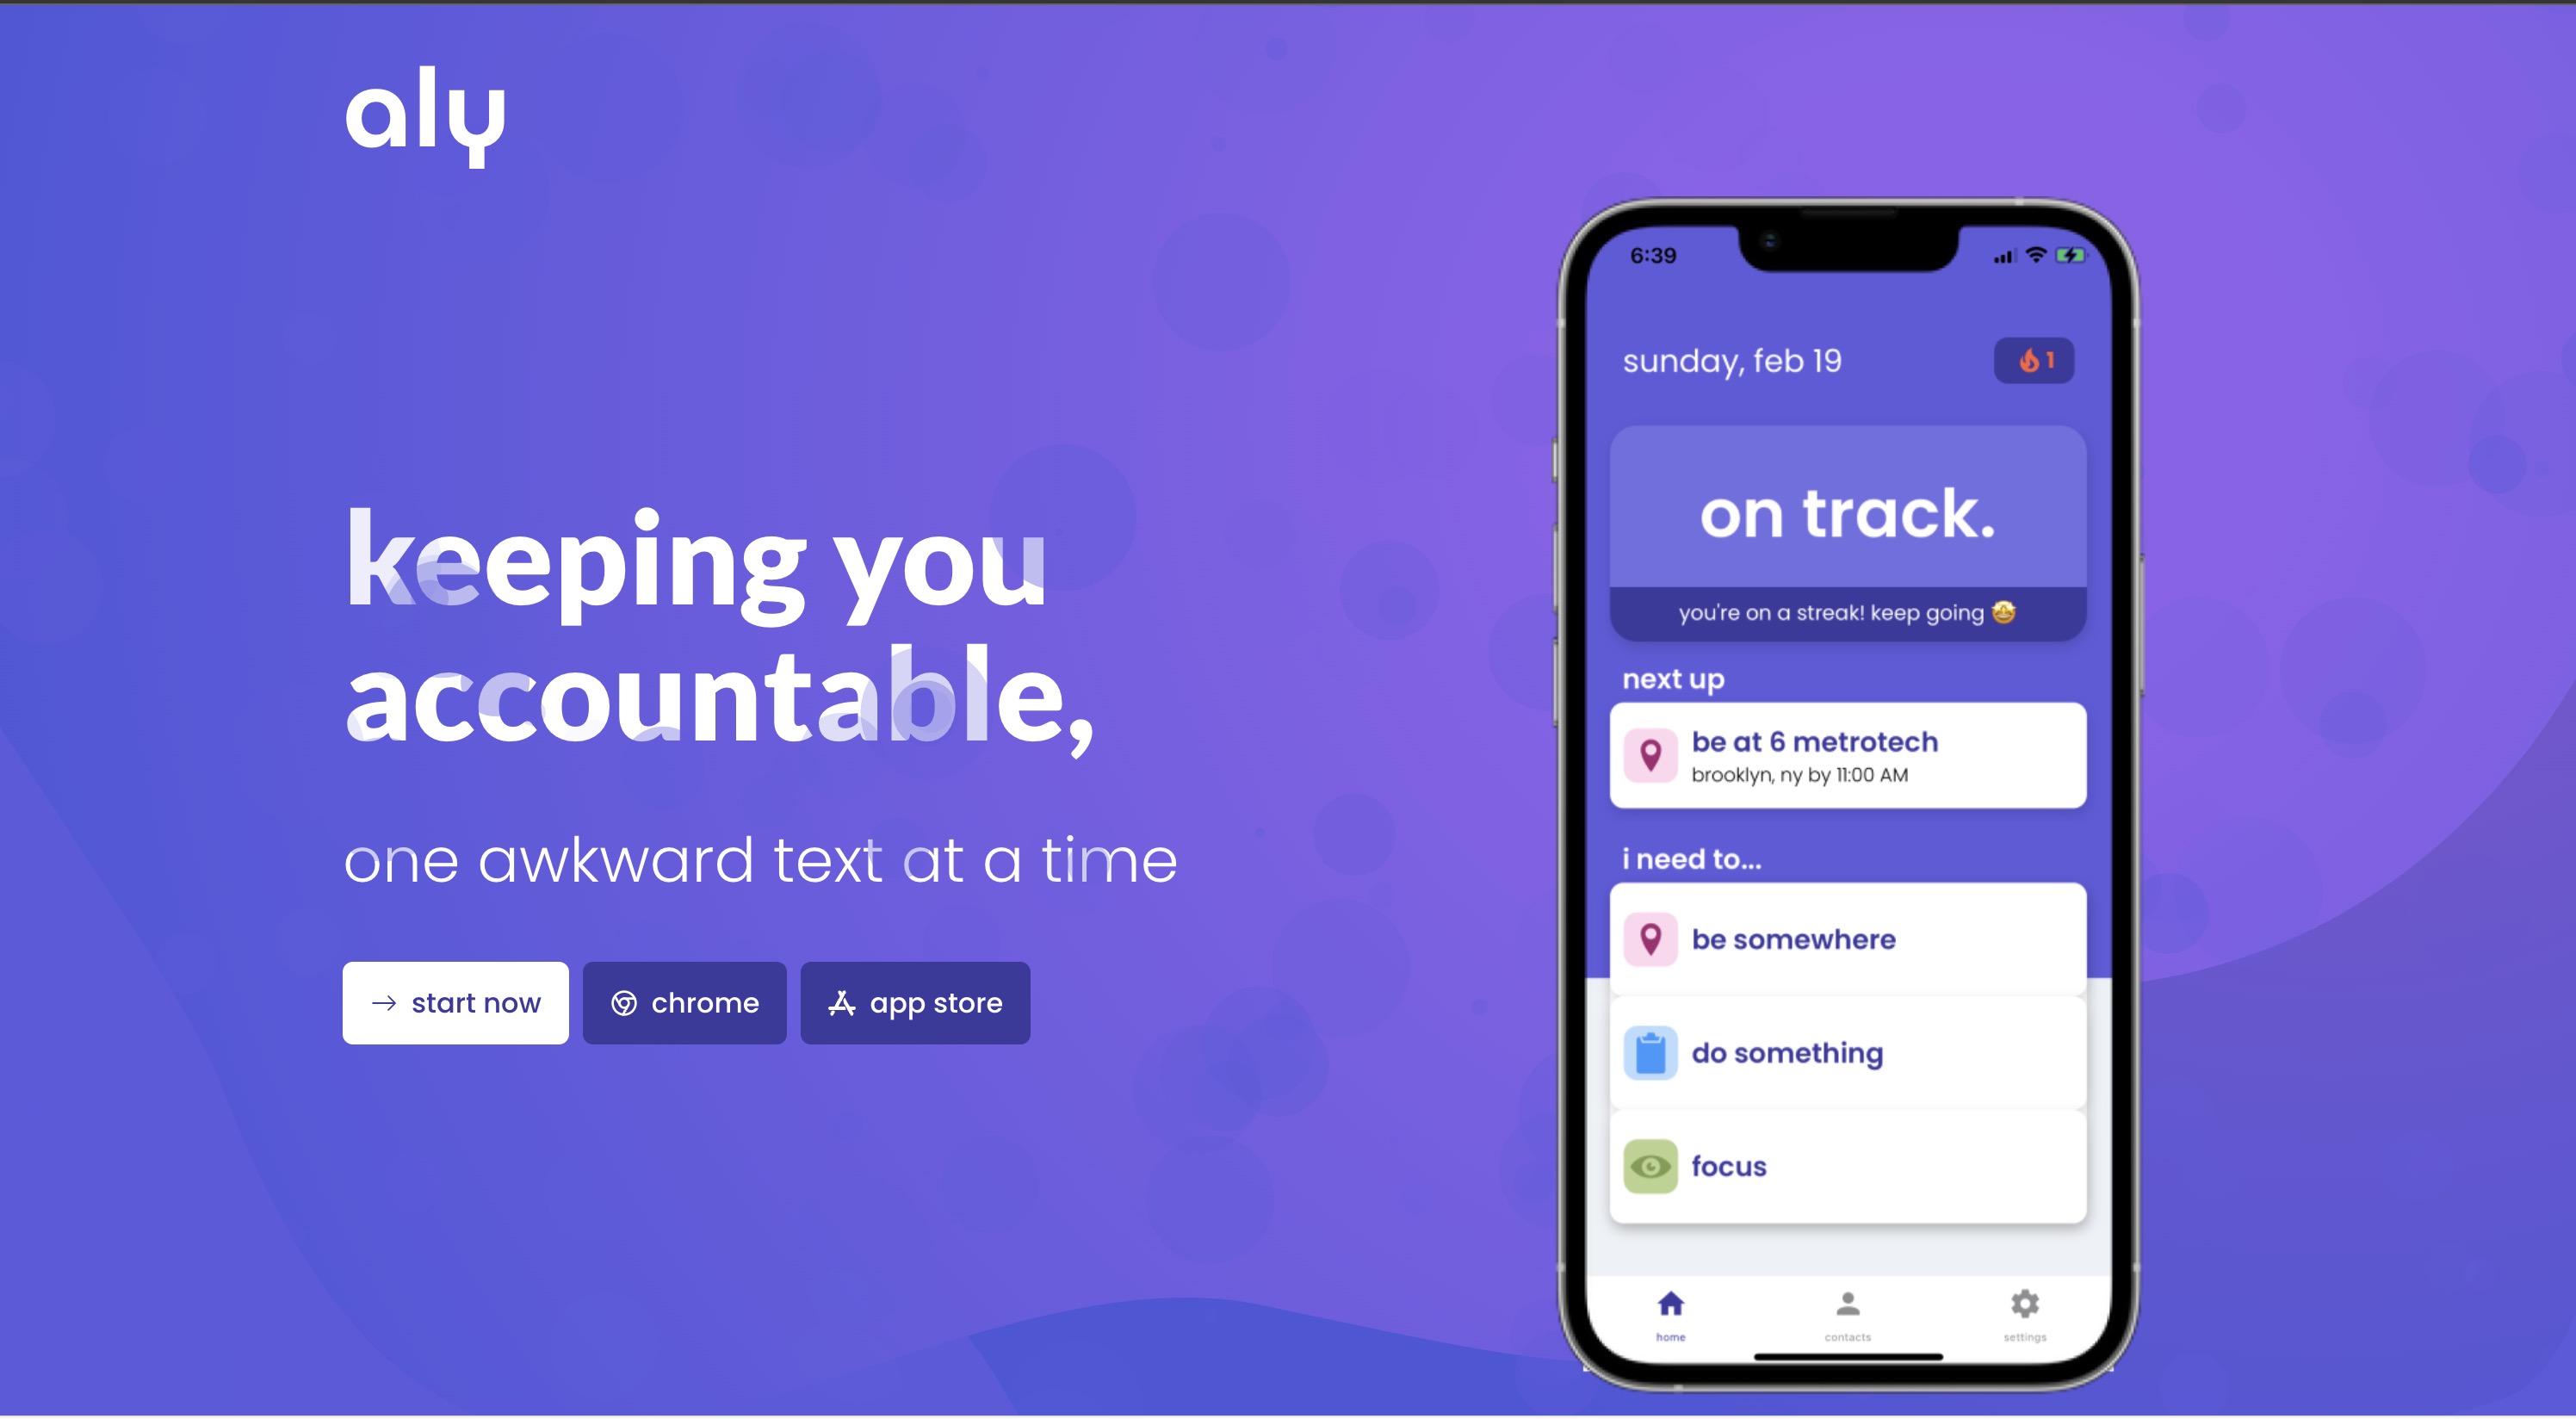 aly
keeping you
accountable,
one awkward text at a time
start now
chrome
app store
6:39
sunday, feb 19
1
on track.
you're on a streak! keep going 🤩
next up
be at 6 metrotech
brooklyn, ny by 11:00 AM
i need to...
be somewhere
do something
focus
home
contacts
settings